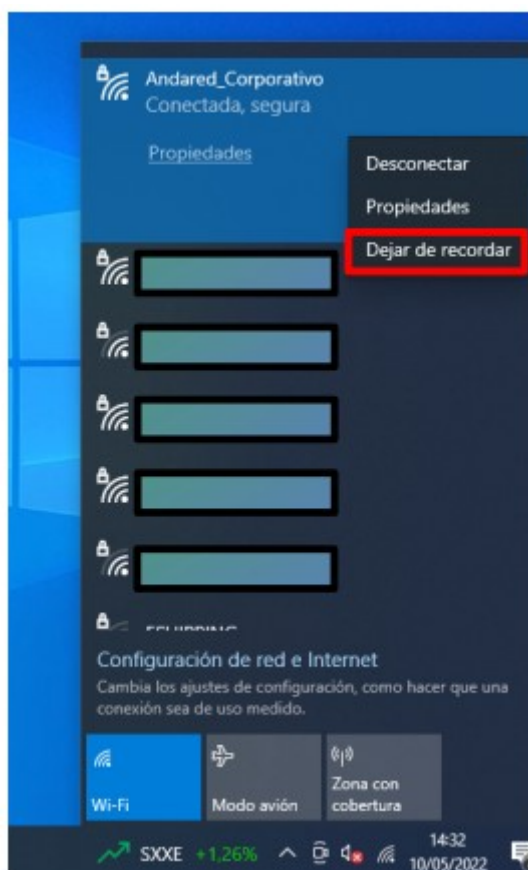 Andared_Corporativo
Conectada, segura
Propiedades
Desconectar
Propiedades
Dejar de recordar
Configuración de red e Internet
Cambia los ajustes de configuración, como hacer que una
conexión sea de uso medido.
Wi-Fi
Modo avión
Zona con
cobertura
SXXE +1,26%
14:32
10/05/2022